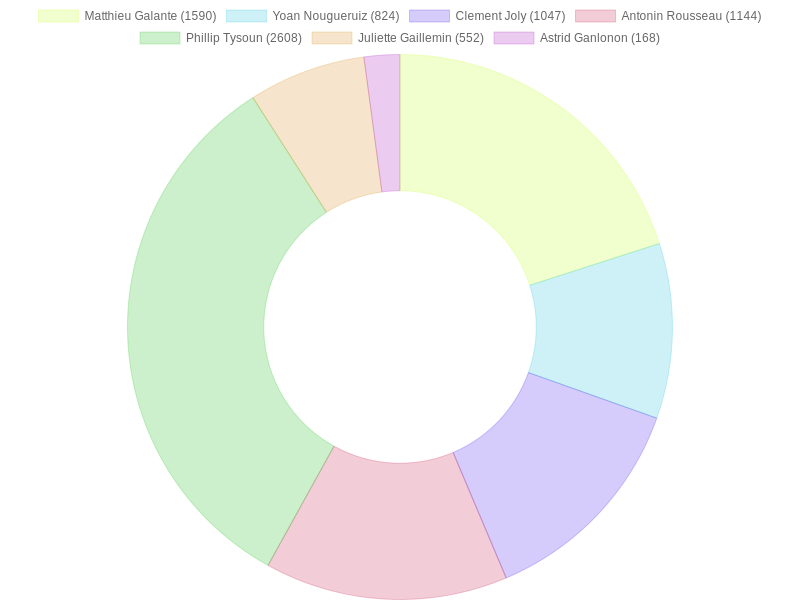 Matthieu Galante (1590) Yoan Nougueruiz (824) Clement Joly (1047) Antonin Rousseau (1144)
Phillip Tysoun (2608) Juliette Gaillemin (552) Astrid Ganlonon (168)